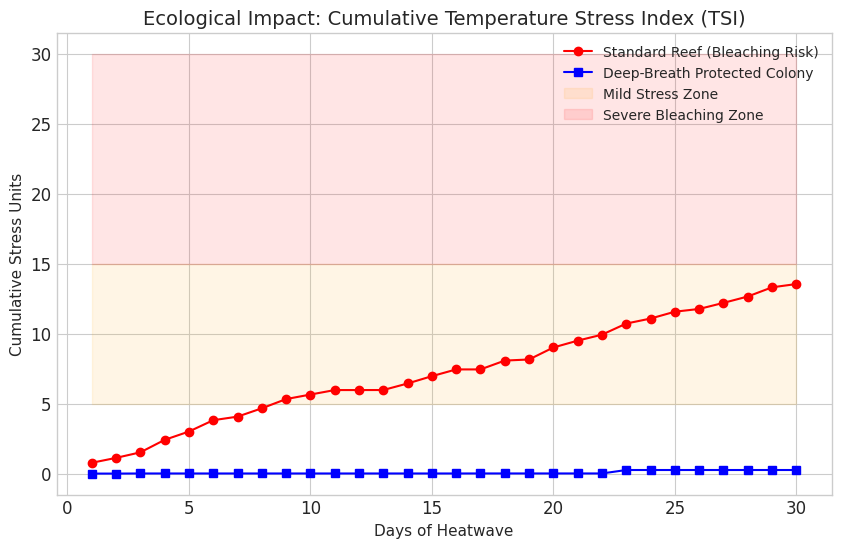 Ecological Impact: Cumulative Temperature Stress Index (TSI)
Standard Reef (Bleaching Risk)
Deep-Breath Protected Colony
Mild Stress Zone
Severe Bleaching Zone
Cumulative Stress Units
30
25
20
15
10
5
0
0 5 10 15 20 25 30
Days of Heatwave